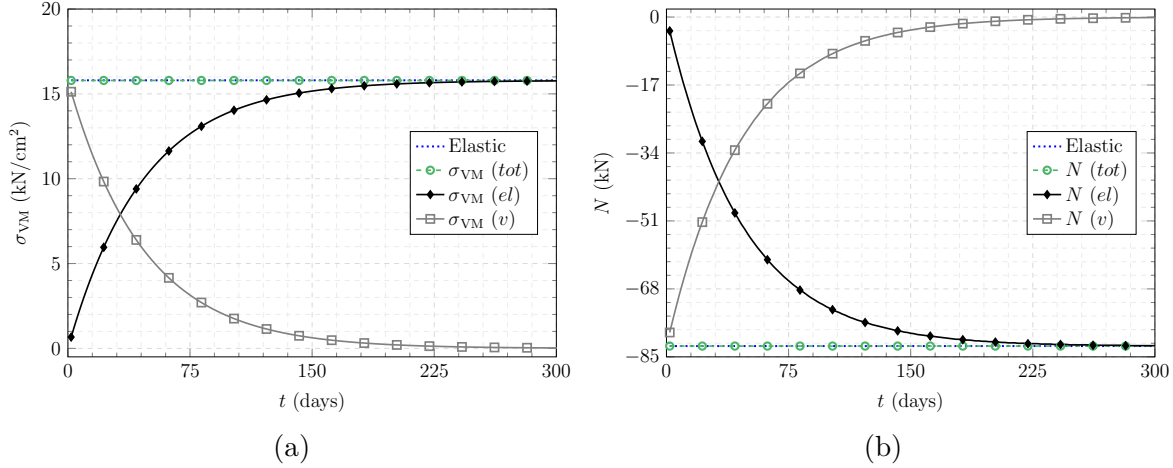 20
15
10
5
0
σVM (kN/cm²)
Elastic
σVM (tot)
σVM (el)
σVM (v)
0 75 150 225 300
t (days)
(a)
0
−17
−34
−51
−68
−85
N (kN)
Elastic
N (tot)
N (el)
N (v)
0 75 150 225 300
t (days)
(b)